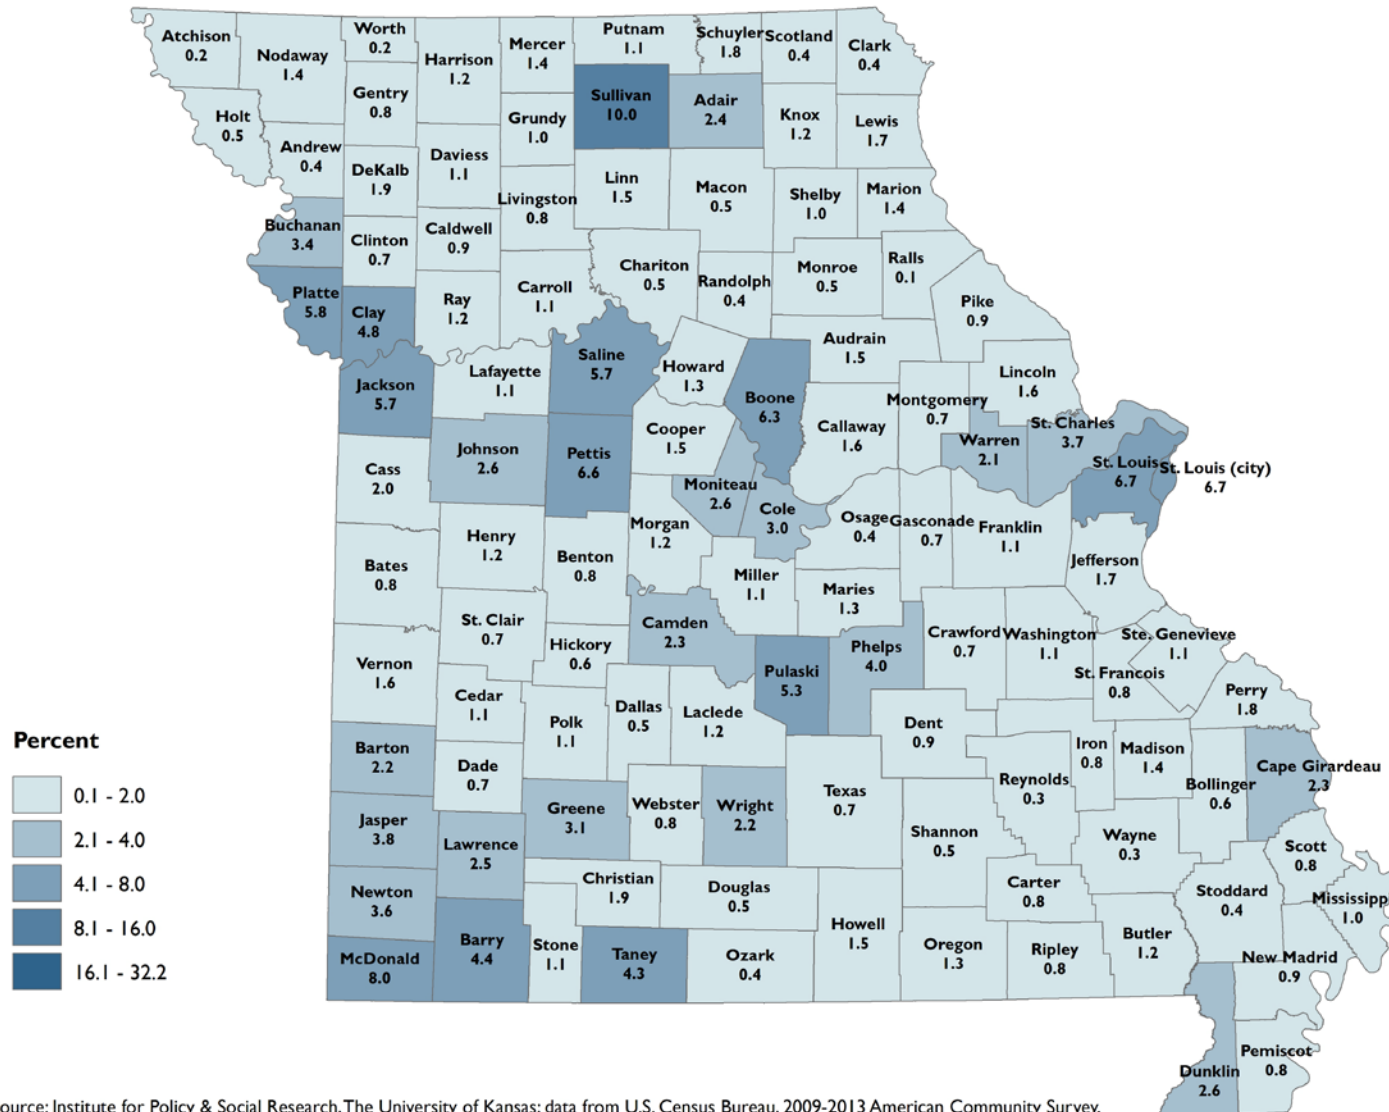 Atchison
0.2
Nodaway
1.4
Worth
0.2
Harrison
1.2
Mercer
1.4
Putnam
1.1
Schuyler
1.8
Scotland
0.4
Clark
0.4
Holt
0.5
Andrew
0.4
Gentry
0.8
DeKalb
1.9
Daviess
1.1
Grundy
1.0
Sullivan
10.0
Adair
2.4
Knox
1.2
Lewis
1.7
Livingston
0.8
Linn
1.5
Macon
0.5
Shelby
1.0
Marion
1.4
Buchanan
3.4
Clinton
0.7
Caldwell
0.9
Platte
5.8
Clay
4.8
Ray
1.2
Carroll
1.1
Chariton
0.5
Randolph
0.4
Monroe
0.5
Ralls
0.1
Pike
0.9
Jackson
5.7
Lafayette
1.1
Saline
5.7
Howard
1.3
Boone
6.3
Audrain
1.5
Callaway
1.6
Montgomery
0.7
Lincoln
1.6
Warren
2.1
St. Charles
3.7
St. Louis
6.7
St. Louis (city)
6.7
Cass
2.0
Johnson
2.6
Pettis
6.6
Cooper
1.5
Moniteau
2.6
Cole
3.0
Osage
0.4
Gasconade
0.7
Franklin
1.1
Jefferson
1.7
Bates
0.8
Henry
1.2
Benton
0.8
Morgan
1.2
Miller
1.1
Maries
1.3
St. Clair
0.7
Hickory
0.6
Camden
2.3
Pulaski
5.3
Phelps
4.0
Crawford
0.7
Washington
1.1
Ste. Genevieve
1.1
St. Francois
0.8
Perry
1.8
Vernon
1.6
Cedar
1.1
Polk
1.1
Dallas
0.5
Laclede
1.2
Dent
0.9
Iron
0.8
Madison
1.4
Bollinger
0.6
Cape Girardeau
2.3
Barton
2.2
Dade
0.7
Greene
3.1
Webster
0.8
Wright
2.2
Texas
0.7
Shannon
0.5
Reynolds
0.3
Wayne
0.3
Scott
0.8
Jasper
3.8
Lawrence
2.5
Christian
1.9
Douglas
0.5
Howell
1.5
Carter
0.8
Stoddard
0.4
Mississipp
1.0
Newton
3.6
McDonald
8.0
Barry
4.4
Stone
1.1
Taney
4.3
Ozark
0.4
Oregon
1.3
Ripley
0.8
Butler
1.2
New Madrid
0.9
Dunklin
2.6
Pemiscot
0.8
Percent
0.1 - 2.0
2.1 - 4.0
4.1 - 8.0
8.1 - 16.0
16.1 - 32.2
ource: Institute for Policy & Social Research, The University of Kansas; data from U.S. Census Bureau, 2009-2013 American Community Survey.